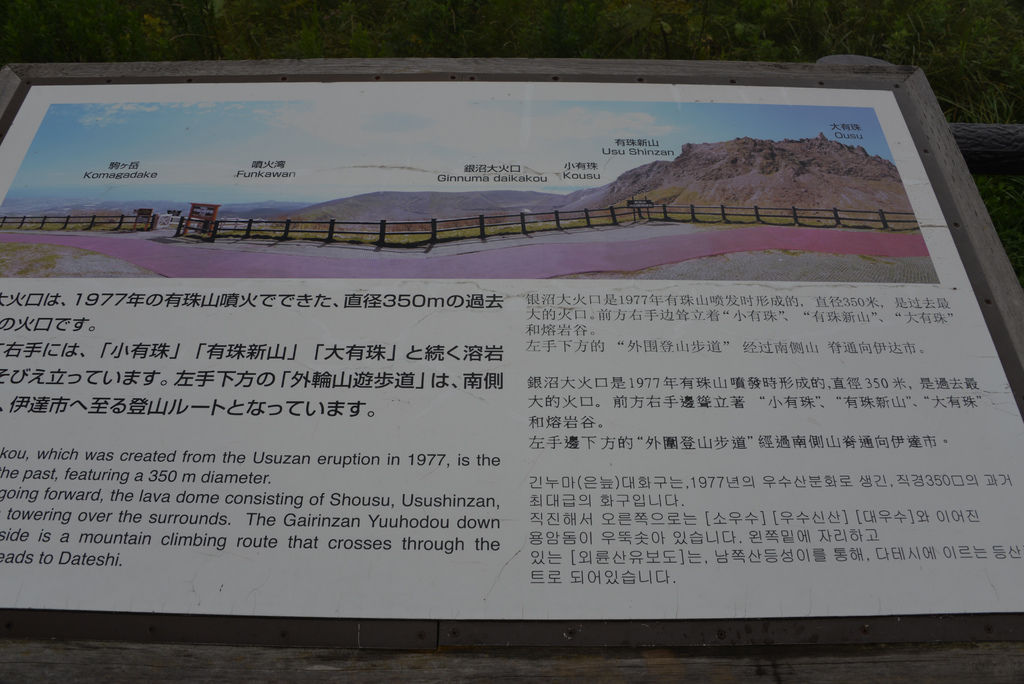 駒ヶ岳
Komagadake
噴火湾
Funkawan
銀沼大火口
Ginnuma daikakou
小有珠
Kousu
有珠新山
Usu Shinzan
大有珠
Ousu
大火口は、1977年の有珠山噴火でできた、直径350mの過去
の火口です。
右手には、「小有珠」「有珠新山」「大有珠」と続く溶岩
そびえ立っています。左手下方の「外輪山遊歩道」は、南側
、伊達市へ至る登山ルートとなっています。
kou, which was created from the Usuzan eruption in 1977, is the
the past, featuring a 350 m diameter.
going forward, the lava dome consisting of Shousu, Usushinzan,
towering over the surrounds. The Gairinzan Yuuhodou down
side is a mountain climbing route that crosses through the
eads to Dateshi.
银沼大火口是1977年有珠山喷发时形成的，直径350米，是过去最
大的火口。前方右手边耸立着“小有珠”、“有珠新山”、“大有珠”
和熔岩谷。
左手下方的 “外围登山步道” 经过南侧山 脊通向伊达市。
銀沼大火口是1977年有珠山噴發時形成的，直徑 350 米，是過去最
大的火口。 前方右手邊聳立著 “小有珠”、“有珠新山”、“大有珠”
和熔岩谷。
左手邊下方的“外圍登山步道” 經過南側山脊通向伊達市。
긴누마(은늪)대화구는,1977년의 우수산분화로 생긴, 직경350□의 과거
최대급의 화구입니다.
직진해서 오른쪽으로는 [소우수] [우수신산] [대우수]와 이어진
용암돔이 우뚝솟아 있습니다. 왼쪽밑에 자리하고
있는 [외륜산유보도]는, 남쪽산등성이를 통해, 다테시에 이르는 등산
트로 되어있습니다.